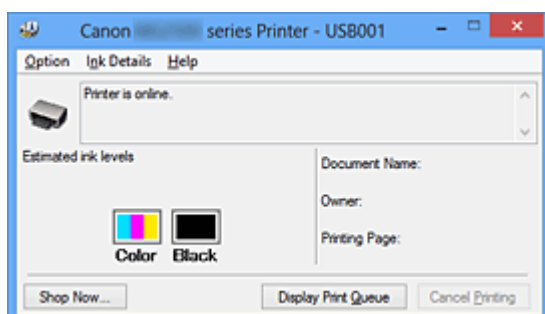 Canon series Printer - USB001
Option Ink Details Help
Printer is online.
Estimated ink levels
Document Name:
Owner:
Printing Page:
Color Black
Shop Now... Display Print Queue Cancel Printing